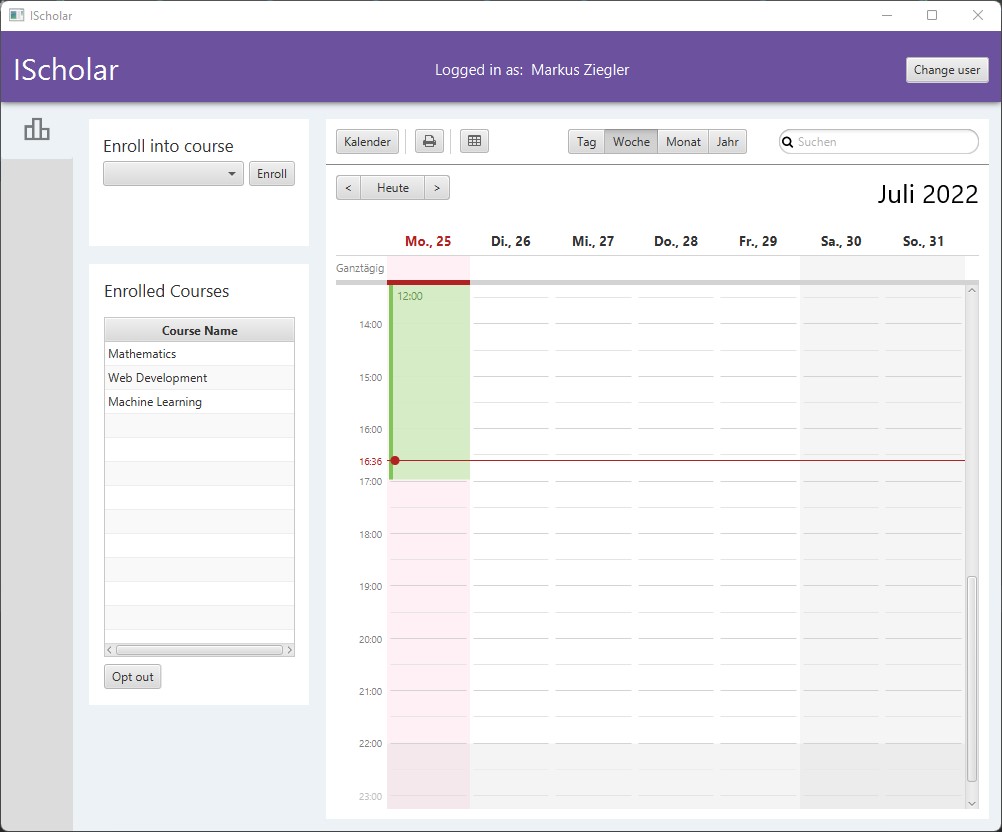 IScholar
IScholar
Logged in as: Markus Ziegler
Change user
Enroll into course
Enroll
Enrolled Courses
Course Name
Mathematics
Web Development
Machine Learning
Opt out
Kalender
Tag Woche Monat Jahr
Suchen
< Heute >
Juli 2022
Mo., 25 Di., 26 Mi., 27 Do., 28 Fr., 29 Sa., 30 So., 31
Ganztägig
12:00
14:00
15:00
16:00
16:36
17:00
18:00
19:00
20:00
21:00
22:00
23:00